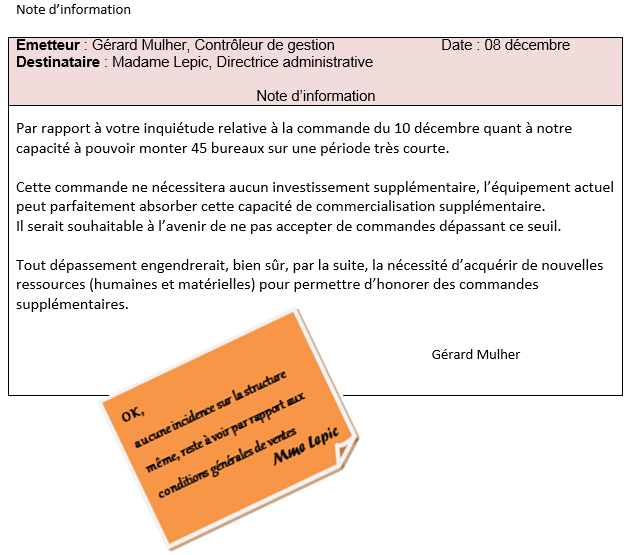 Note d’information
Emetteur : Gérard Mulher, Contrôleur de gestion Date : 08 décembre
Destinataire : Madame Lepic, Directrice administrative
Note d’information
Par rapport à votre inquiétude relative à la commande du 10 décembre quant à notre
capacité à pouvoir monter 45 bureaux sur une période très courte.
Cette commande ne nécessitera aucun investissement supplémentaire, l’équipement actuel
peut parfaitement absorber cette capacité de commercialisation supplémentaire.
Il serait souhaitable à l’avenir de ne pas accepter de commandes dépassant ce seuil.
Tout dépassement engendrerait, bien sûr, par la suite, la nécessité d’acquérir de nouvelles
ressources (humaines et matérielles) pour permettre d’honorer des commandes
supplémentaires.
Gérard Mulher
OK,
aucune incidence sur la structure
même, reste à voir par rapport aux
conditions générales de ventes
Mme Lepic